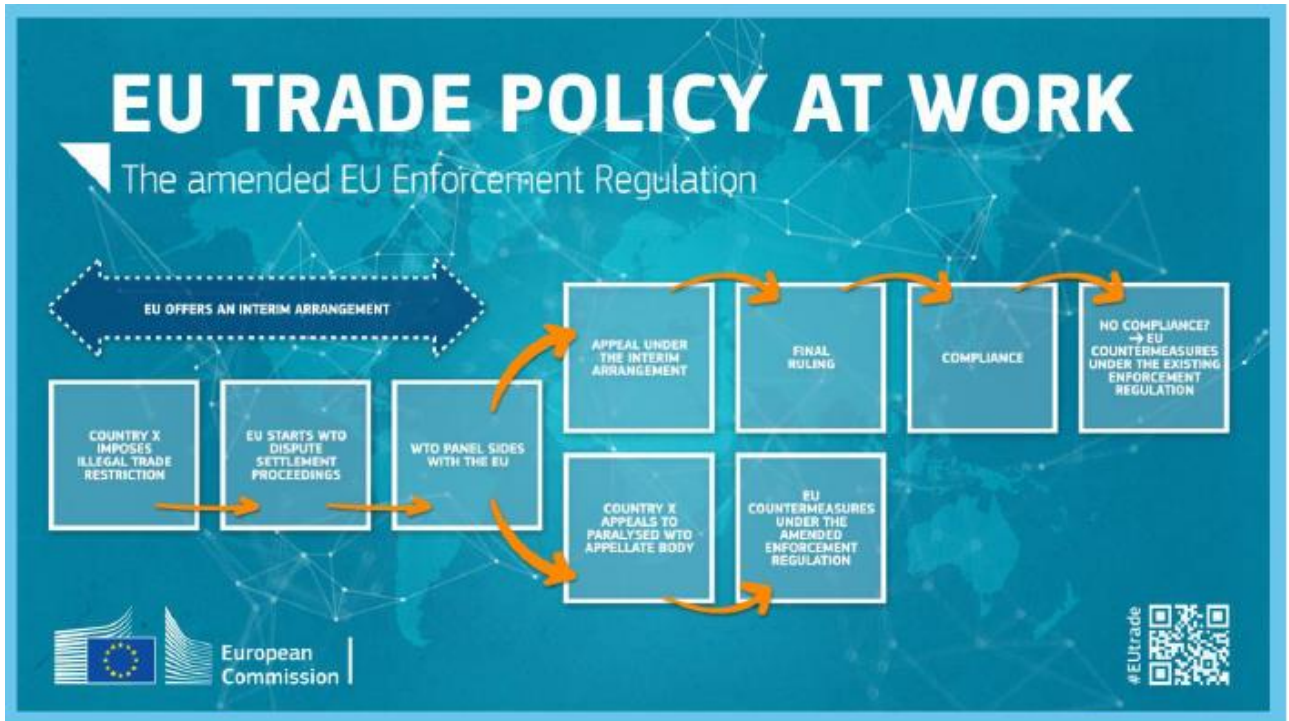 EU TRADE POLICY AT WORK
The amended EU Enforcement Regulation
EU OFFERS AN INTERIM ARRANGEMENT
COUNTRY X
IMPOSES
ILLEGAL TRADE
RESTRICTION
EU STARTS WTO
DISPUTE
SETTLEMENT
PROCEEDINGS
WTO PANEL SIDES
WITH THE EU
APPEAL UNDER
THE INTERIM
ARRANGEMENT
FINAL
RULING
COMPLIANCE
NO COMPLIANCE?
→ EU
COUNTERMEASURES
UNDER THE EXISTING
ENFORCEMENT
REGULATION
COUNTRY X
APPEALS TO
PARALYSED WTO
APPELLATE BODY
EU
COUNTERMEASURES
UNDER THE
AMENDED
ENFORCEMENT
REGULATION
European
Commission
#EUtrade